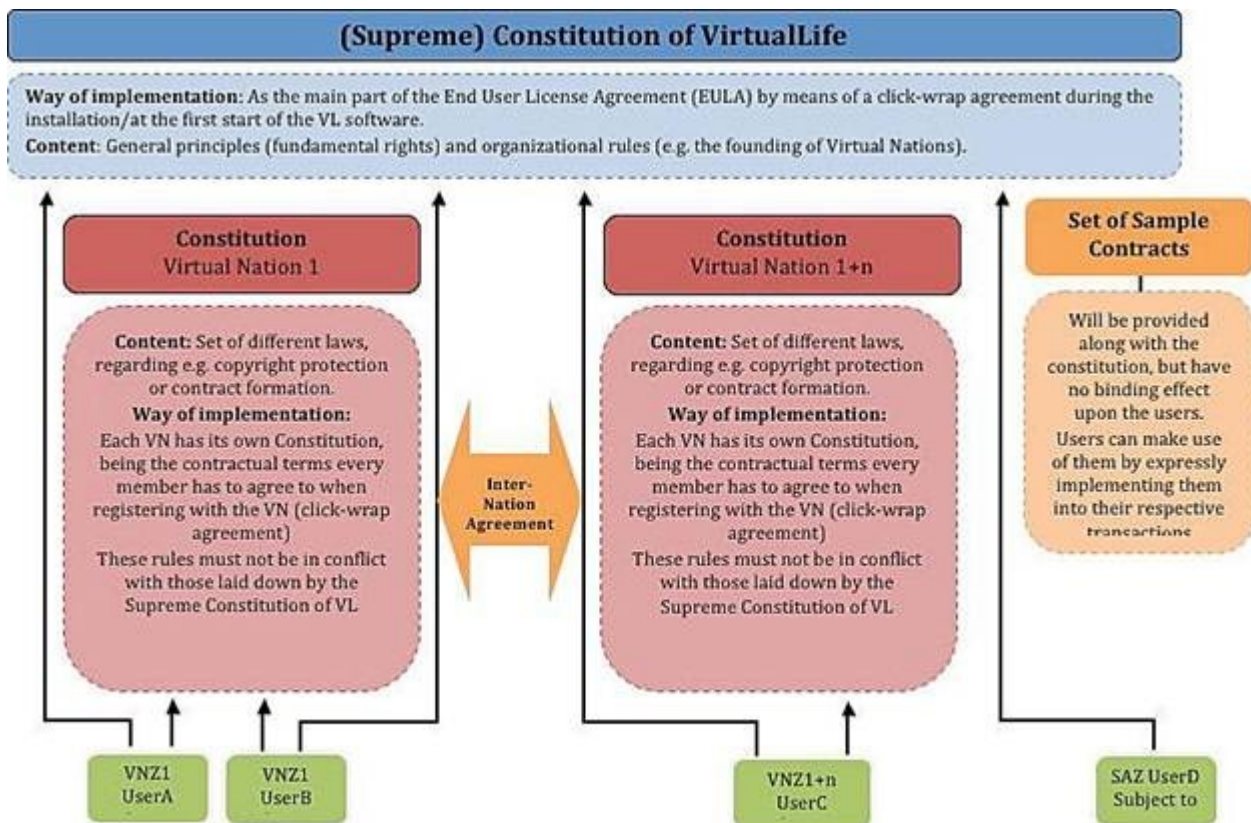 (Supreme) Constitution of VirtualLife
Way of implementation: As the main part of the End User License Agreement (EULA) by means of a click-wrap agreement during the
installation/at the first start of the VL software.
Content: General principles (fundamental rights) and organizational rules (e.g. the founding of Virtual Nations).
Constitution
Virtual Nation 1
Content: Set of different laws,
regarding e.g. copyright protection
or contract formation.
Way of implementation:
Each VN has its own Constitution,
being the contractual terms every
member has to agree to when
registering with the VN (click-wrap
agreement)
These rules must not be in conflict
with those laid down by the
Supreme Constitution of VL
Inter-
Nation
Agreement
Constitution
Virtual Nation 1+n
Content: Set of different laws,
regarding e.g. copyright protection
or contract formation.
Way of implementation:
Each VN has its own Constitution,
being the contractual terms every
member has to agree to when
registering with the VN (click-wrap
agreement)
These rules must not be in conflict
with those laid down by the
Supreme Constitution of VL
Set of Sample
Contracts
Will be provided
along with the
constitution, but have
no binding effect
upon the users.
Users can make use
of them by expressly
implementing them
into their respective
transactions
VNZ1
UserA
VNZ1
UserB
VNZ1+n
UserC
SAZ UserD
Subject to